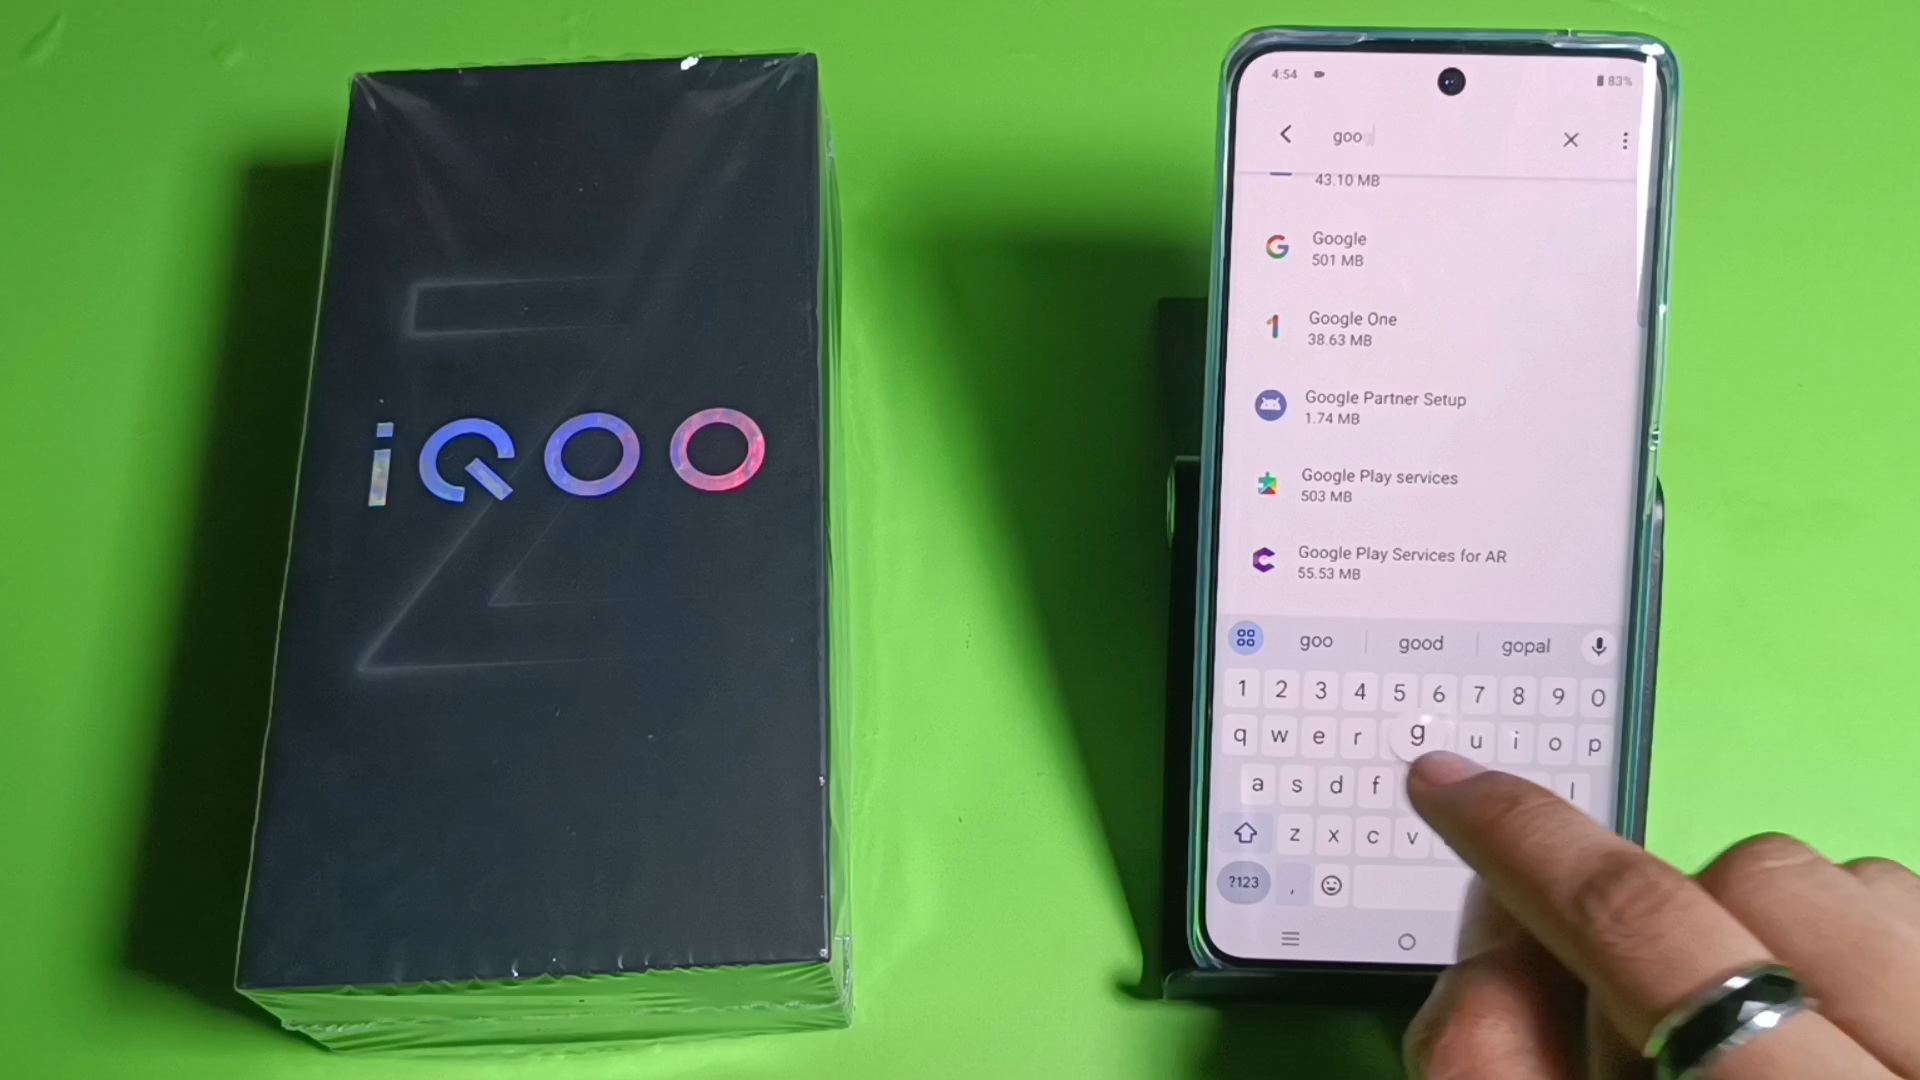 iQOO
4:54
83%
goo
43.10 MB
Google
501 MB
Google One
38.63 MB
Google Partner Setup
1.74 MB
Google Play services
503 MB
Google Play Services for AR
55.53 MB
goo good gopal
1 2 3 4 5 6 7 8 9 0
q w e r g u i o p
a s d f l
z x c v
?123 ,